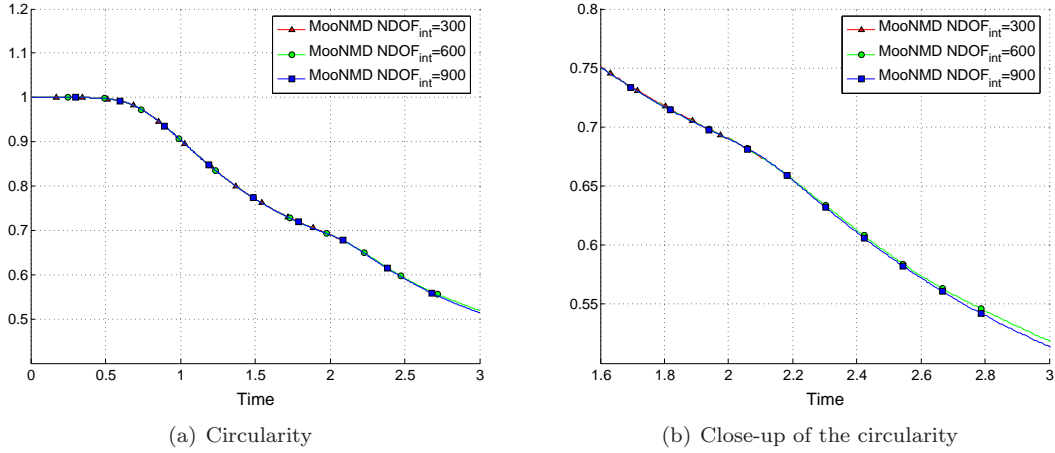 1.2
1.1
1
0.9
0.8
0.7
0.6
0.5
0 0.5 1 1.5 2 2.5 3
Time
MooNMD NDOF_int=300
MooNMD NDOF_int=600
MooNMD NDOF_int=900
(a) Circularity
0.8
0.75
0.7
0.65
0.6
0.55
1.6 1.8 2 2.2 2.4 2.6 2.8 3
Time
MooNMD NDOF_int=300
MooNMD NDOF_int=600
MooNMD NDOF_int=900
(b) Close-up of the circularity